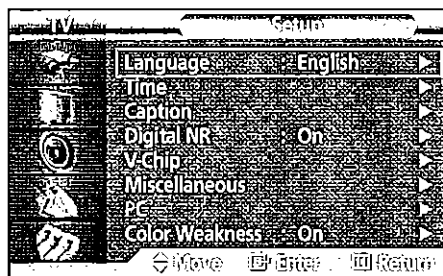 TV Setup
Language : English
Time
Caption
Digital NR : On
V-Chip
Miscellaneous
PC
Color Weakness : On
Move Enter Return